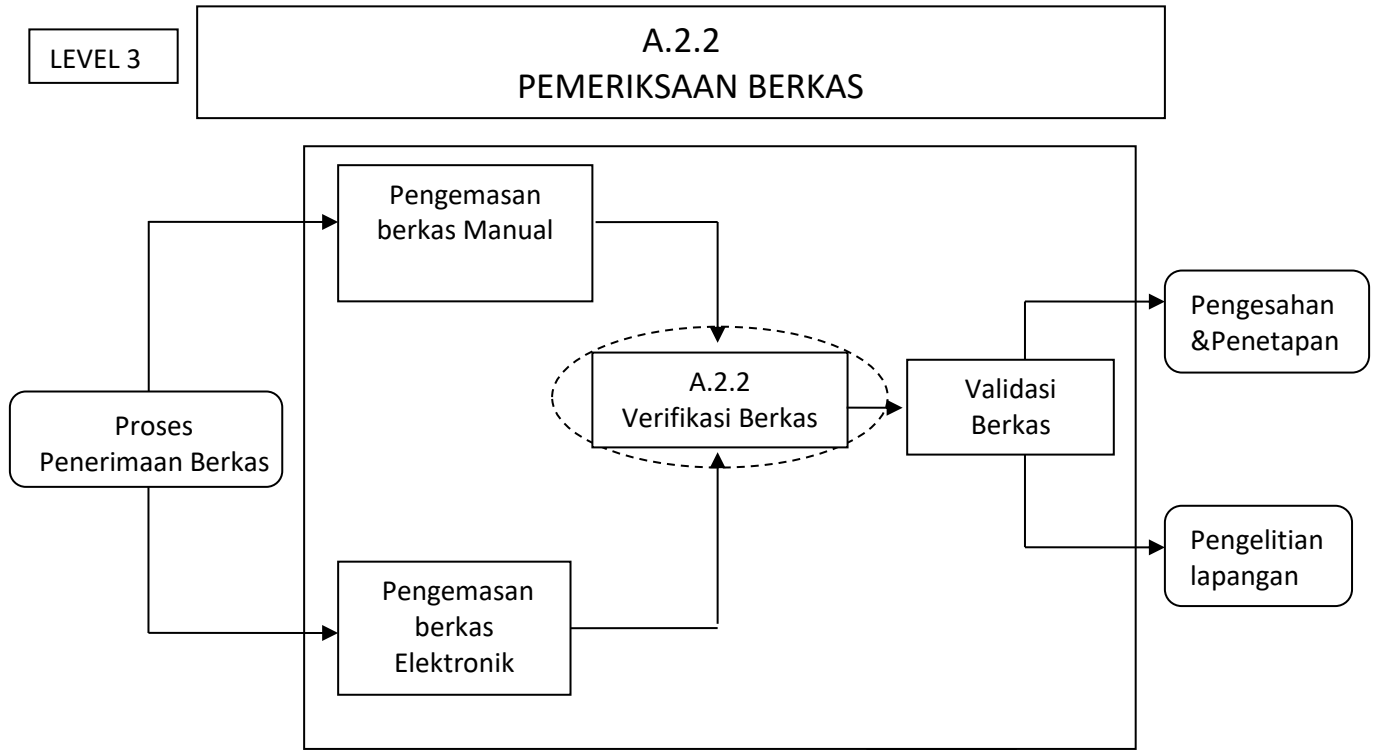 LEVEL 3
A.2.2
PEMERIKSAAN BERKAS
Pengemasan
berkas Manual
Proses
Penerimaan Berkas
A.2.2
Verifikasi Berkas
Validasi
Berkas
Pengesahan
&Penetapan
Pengemasan
berkas
Elektronik
Pengelitian
lapangan